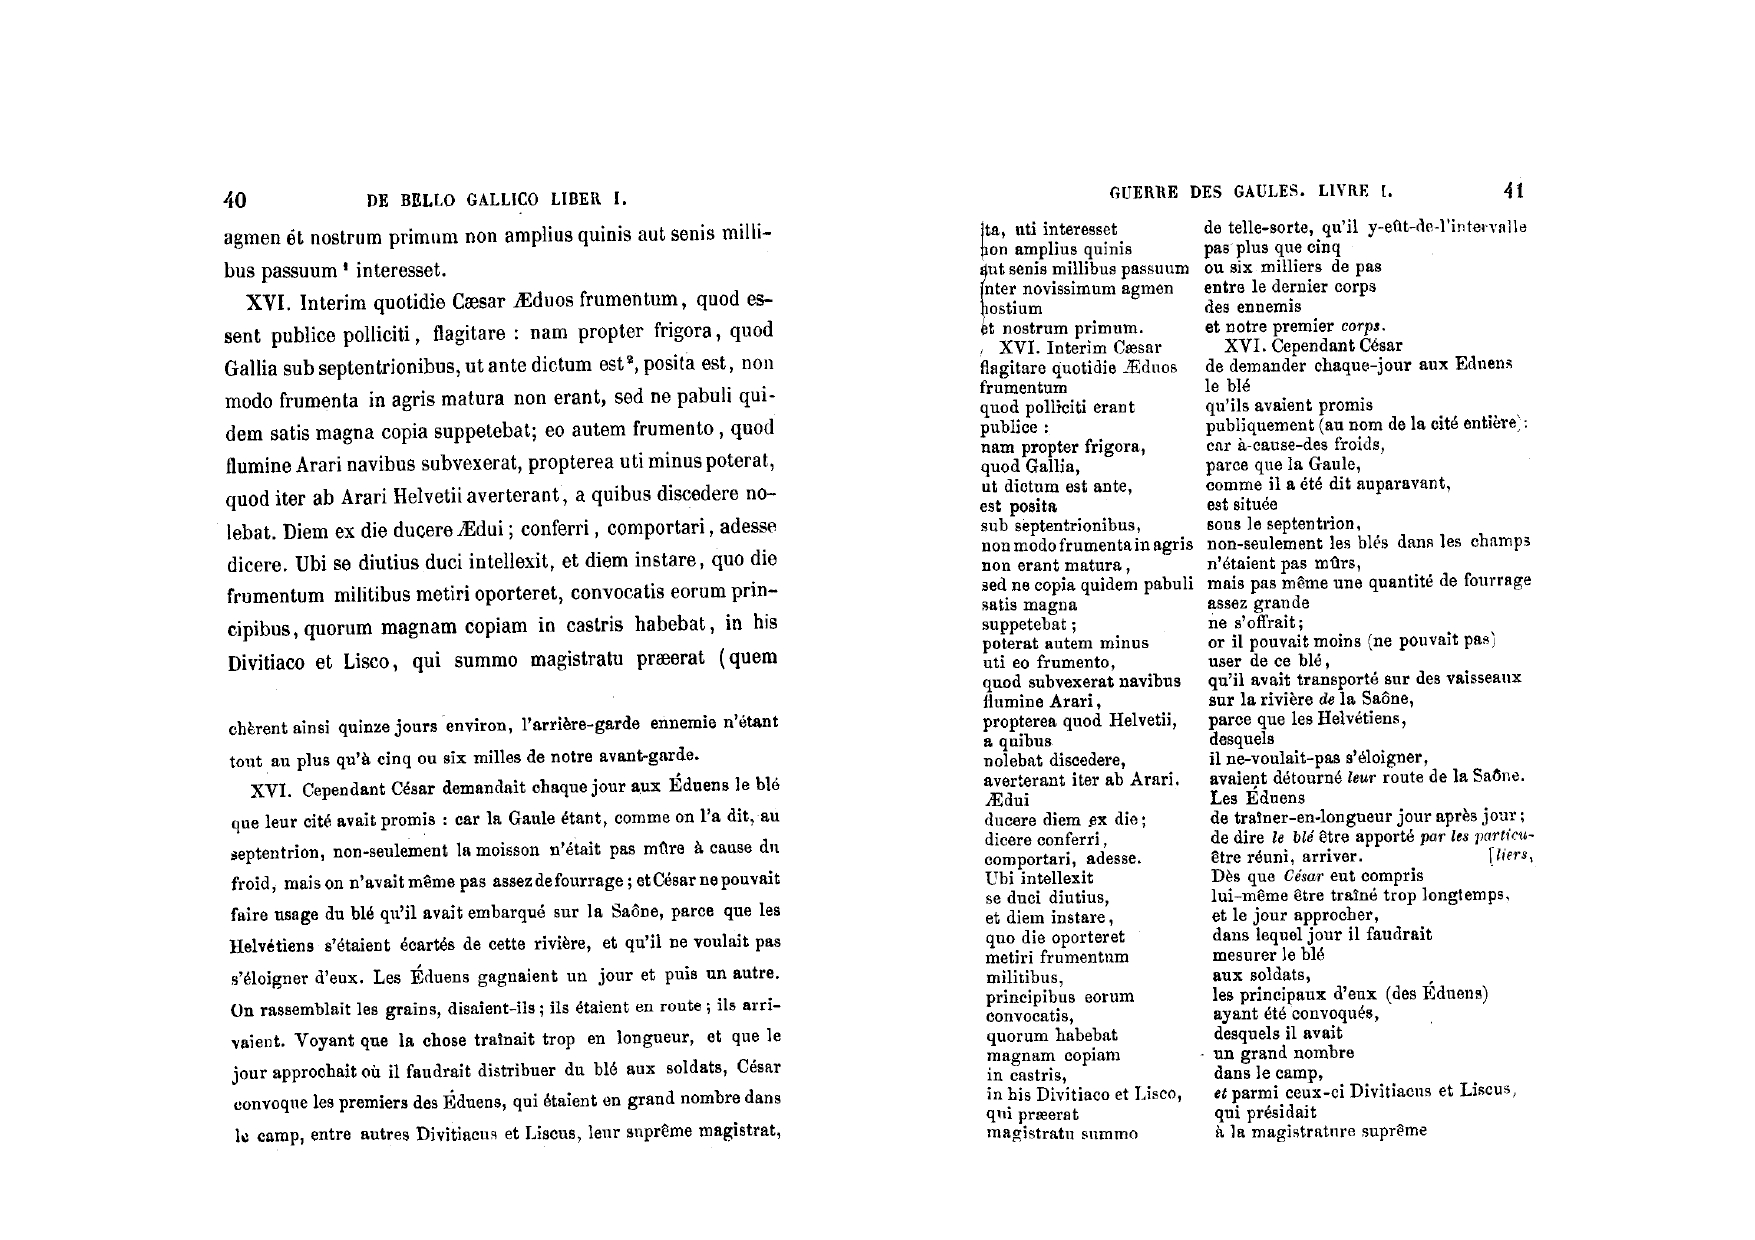 40 DE BELLO GALLICO LIBER I.
agmen et nostrum primum non amplius quinis aut senis milli-
bus passuum ¹ interesset.
XVI. Interim quotidie Cæsar Æduos frumentum, quod es-
sent publice polliciti, flagitare : nam propter frigora, quod
Gallia sub septentrionibus, ut ante dictum est², posita est, non
modo frumenta in agris matura non erant, sed ne pabuli qui-
dem satis magna copia suppetebat; eo autem frumento, quod
flumine Arari navibus subvexerat, propterea uti minus poterat,
quod iter ab Arari Helvetii averterant, a quibus discedere no-
lebat. Diem ex die ducere Ædui; conferri, comportari, adesse
dicere. Ubi se diutius duci intellexit, et diem instare, quo die
frumentum militibus metiri oporteret, convocatis eorum prin-
cipibus, quorum magnam copiam in castris habebat, in his
Divitiaco et Lisco, qui summo magistratu præerat (quem
chèrent ainsi quinze jours environ, l'arrière-garde ennemie n'étant
tout au plus qu'à cinq ou six milles de notre avant-garde.
XVI. Cependant César demandait chaque jour aux Éduens le blé
que leur cité avait promis : car la Gaule étant, comme on l'a dit, au
septentrion, non-seulement la moisson n'était pas mûre à cause du
froid, mais on n'avait même pas assez de fourrage; et César ne pouvait
faire usage du blé qu'il avait embarqué sur la Saône, parce que les
Helvétiens s'étaient écartés de cette rivière, et qu'il ne voulait pas
s'éloigner d'eux. Les Éduens gagnaient un jour et puis un autre.
On rassemblait les grains, disaient-ils; ils étaient en route; ils arri-
vaient. Voyant que la chose traînait trop en longueur, et que le
jour approchait où il faudrait distribuer du blé aux soldats, César
convoque les premiers des Éduens, qui étaient en grand nombre dans
le camp, entre autres Divitiacus et Liscus, leur suprême magistrat,
GUERRE DES GAULES. LIVRE I. 41
ita, uti interesset
non amplius quinis
aut senis millibus passuum
inter novissimum agmen
hostium
et nostrum primum.
XVI. Interim Cæsar
flagitare quotidie Æduos
frumentum
quod polliciti erant
publice :
nam propter frigora,
quod Gallia,
ut dictum est ante,
est posita
sub septentrionibus,
non modo frumenta in agris
non erant matura,
sed ne copia quidem pabuli
satis magna
suppetebat;
poterat autem minus
uti eo frumento,
quod subvexerat navibus
flumine Arari,
propterea quod Helvetii,
a quibus
nolebat discedere,
averterant iter ab Arari.
Ædui
ducere diem ex die;
dicere conferri,
comportari, adesse.
Ubi intellexit
se duci diutius,
et diem instare,
quo die oporteret
metiri frumentum
militibus,
principibus eorum
convocatis,
quorum habebat
magnam copiam
in castris,
in his Divitiaco et Lisco,
qui præerat
magistratu summo
de telle-sorte, qu'il y-eût-de-l'intervalle
pas plus que cinq
ou six milliers de pas
entre le dernier corps
des ennemis
et notre premier corps.
XVI. Cependant César
de demander chaque-jour aux Eduens
le blé
qu'ils avaient promis
publiquement (au nom de la cité entière):
car à-cause-des froids,
parce que la Gaule,
comme il a été dit auparavant,
est située
sous le septentrion,
non-seulement les blés dans les champs
n'étaient pas mûrs,
mais pas même une quantité de fourrage
assez grande
ne s'offrait;
or il pouvait moins (ne pouvait pas)
user de ce blé,
qu'il avait transporté sur des vaisseaux
sur la rivière de la Saône,
parce que les Helvétiens,
desquels
il ne-voulait-pas s'éloigner,
avaient détourné leur route de la Saône.
Les Éduens
de traîner-en-longueur jour après jour;
de dire le blé être apporté par les particu-
être réuni, arriver. [liers,
Dès que César eut compris
lui-même être traîné trop longtemps,
et le jour approcher,
dans lequel jour il faudrait
mesurer le blé
aux soldats,
les principaux d'eux (des Éduens)
ayant été convoqués,
desquels il avait
un grand nombre
dans le camp,
et parmi ceux-ci Divitiacus et Liscus,
qui présidait
à la magistrature suprême